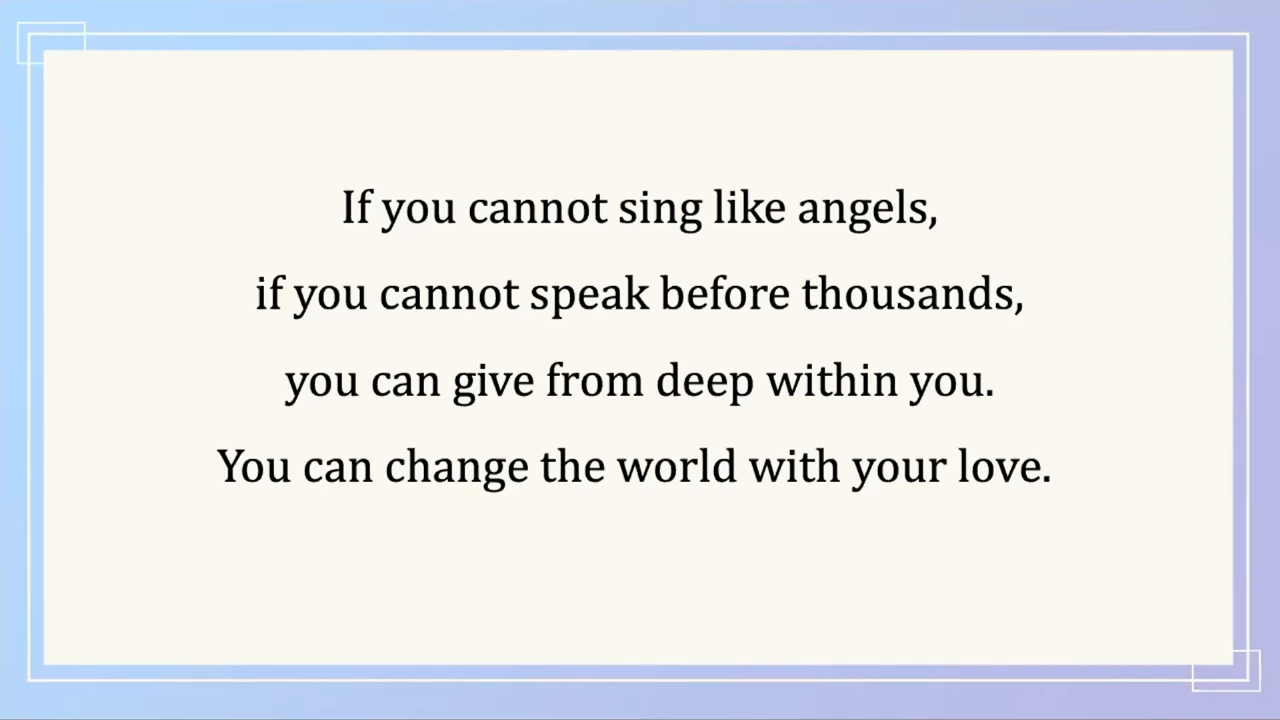 If you cannot sing like angels,
if you cannot speak before thousands,
you can give from deep within you.
You can change the world with your love.